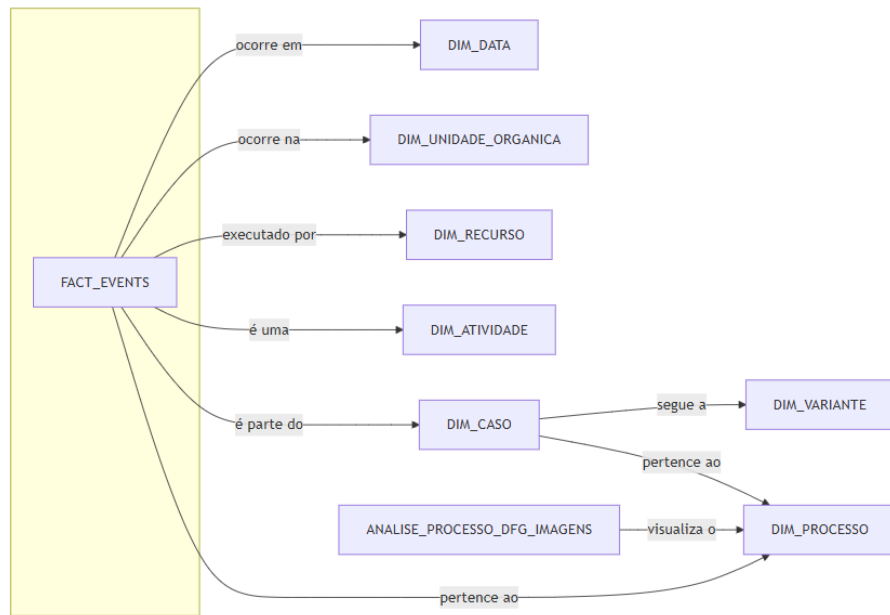 ocorre em
DIM_DATA
ocorre na
DIM_UNIDADE_ORGANICA
executado por
DIM_RECURSO
FACT_EVENTS
é uma
DIM_ATIVIDADE
segue a
DIM_VARIANTE
é parte do
DIM_CASO
pertence ao
ANALISE_PROCESSO_DFG_IMAGENS
visualiza o
DIM_PROCESSO
pertence ao